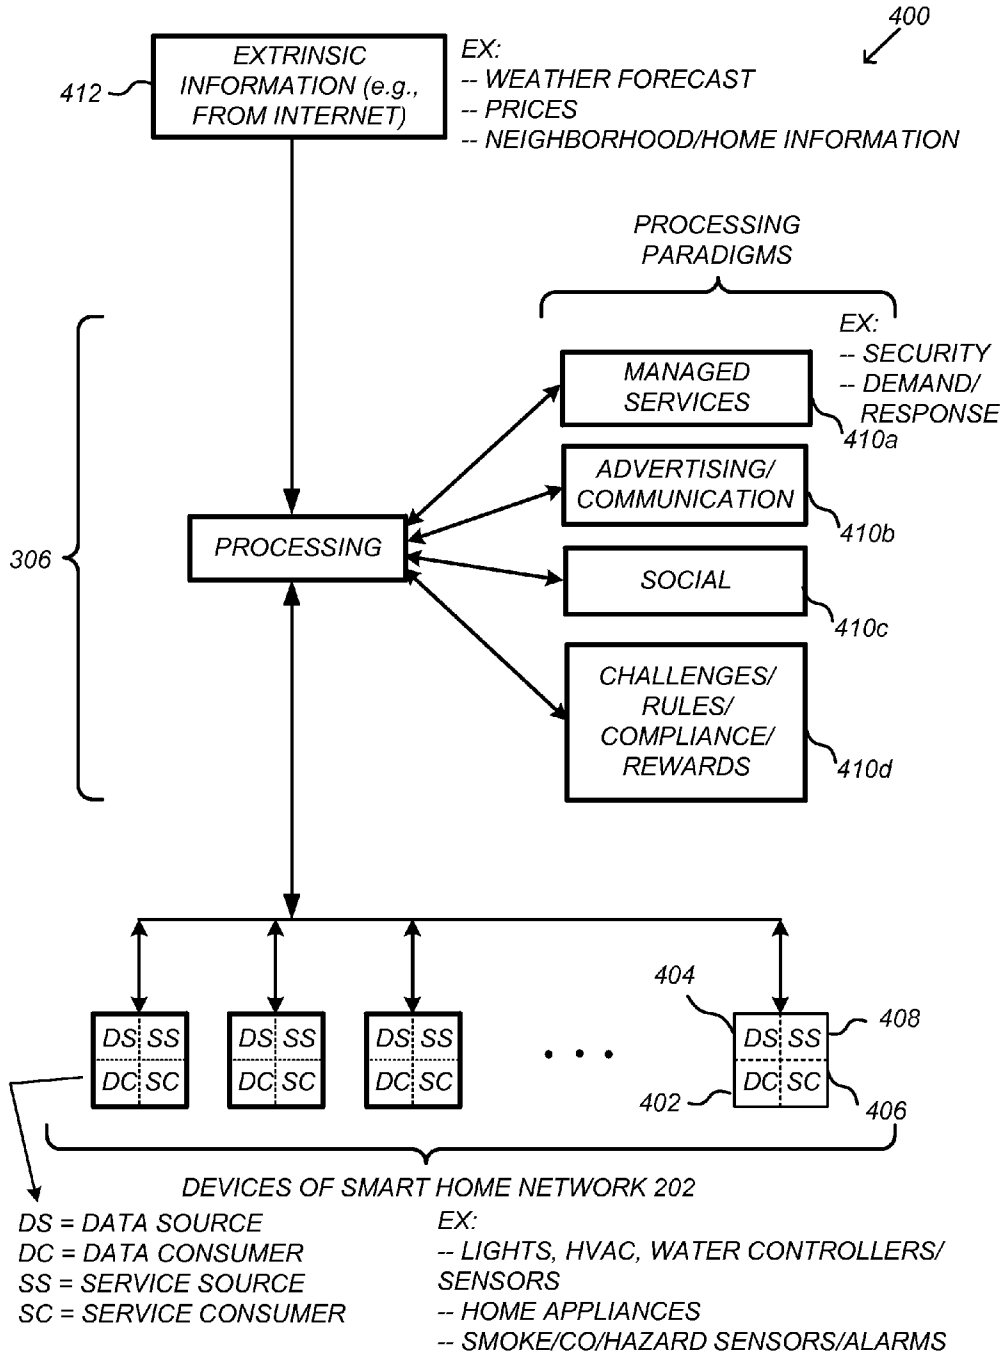 400
EXTRINSIC
INFORMATION (e.g.,
FROM INTERNET)
412
EX:
-- WEATHER FORECAST
-- PRICES
-- NEIGHBORHOOD/HOME INFORMATION
PROCESSING
PARADIGMS
EX:
-- SECURITY
-- DEMAND/
RESPONSE
MANAGED
SERVICES
410a
ADVERTISING/
COMMUNICATION
410b
306
PROCESSING
SOCIAL
410c
CHALLENGES/
RULES/
COMPLIANCE/
REWARDS
410d
404
408
DS SS
DC SC
DS SS
DC SC
DS SS
DC SC
. . .
DS SS
DC SC
402
406
DEVICES OF SMART HOME NETWORK 202
DS = DATA SOURCE
DC = DATA CONSUMER
SS = SERVICE SOURCE
SC = SERVICE CONSUMER
EX:
-- LIGHTS, HVAC, WATER CONTROLLERS/
SENSORS
-- HOME APPLIANCES
-- SMOKE/CO/HAZARD SENSORS/ALARMS